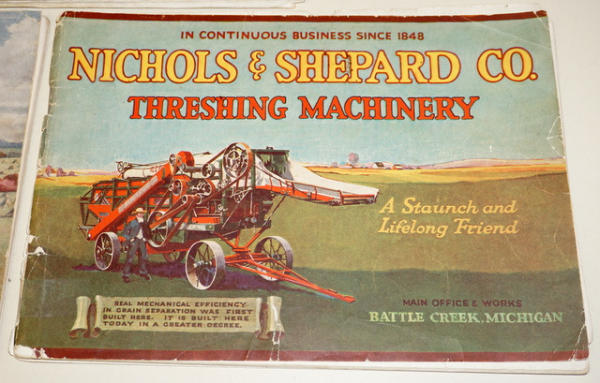 IN CONTINUOUS BUSINESS SINCE 1848
NICHOLS & SHEPARD CO.
THRESHING MACHINERY
A Staunch and
Lifelong Friend
REAL MECHANICAL EFFICIENCY
IN GRAIN SEPARATION WAS FIRST
BUILT HERE. IT IS BUILT HERE
TODAY IN A GREATER DEGREE.
MAIN OFFICE & WORKS
BATTLE CREEK, MICHIGAN